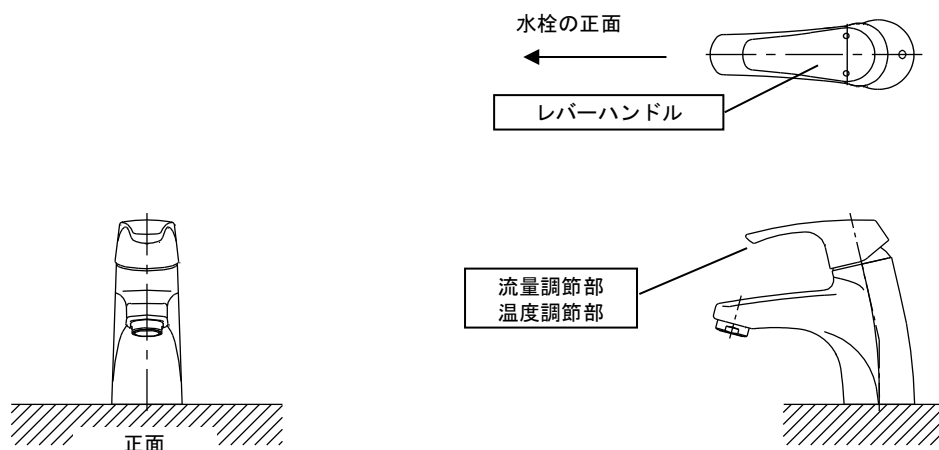 水栓の正面
レバーハンドル
流量調節部
温度調節部
正面